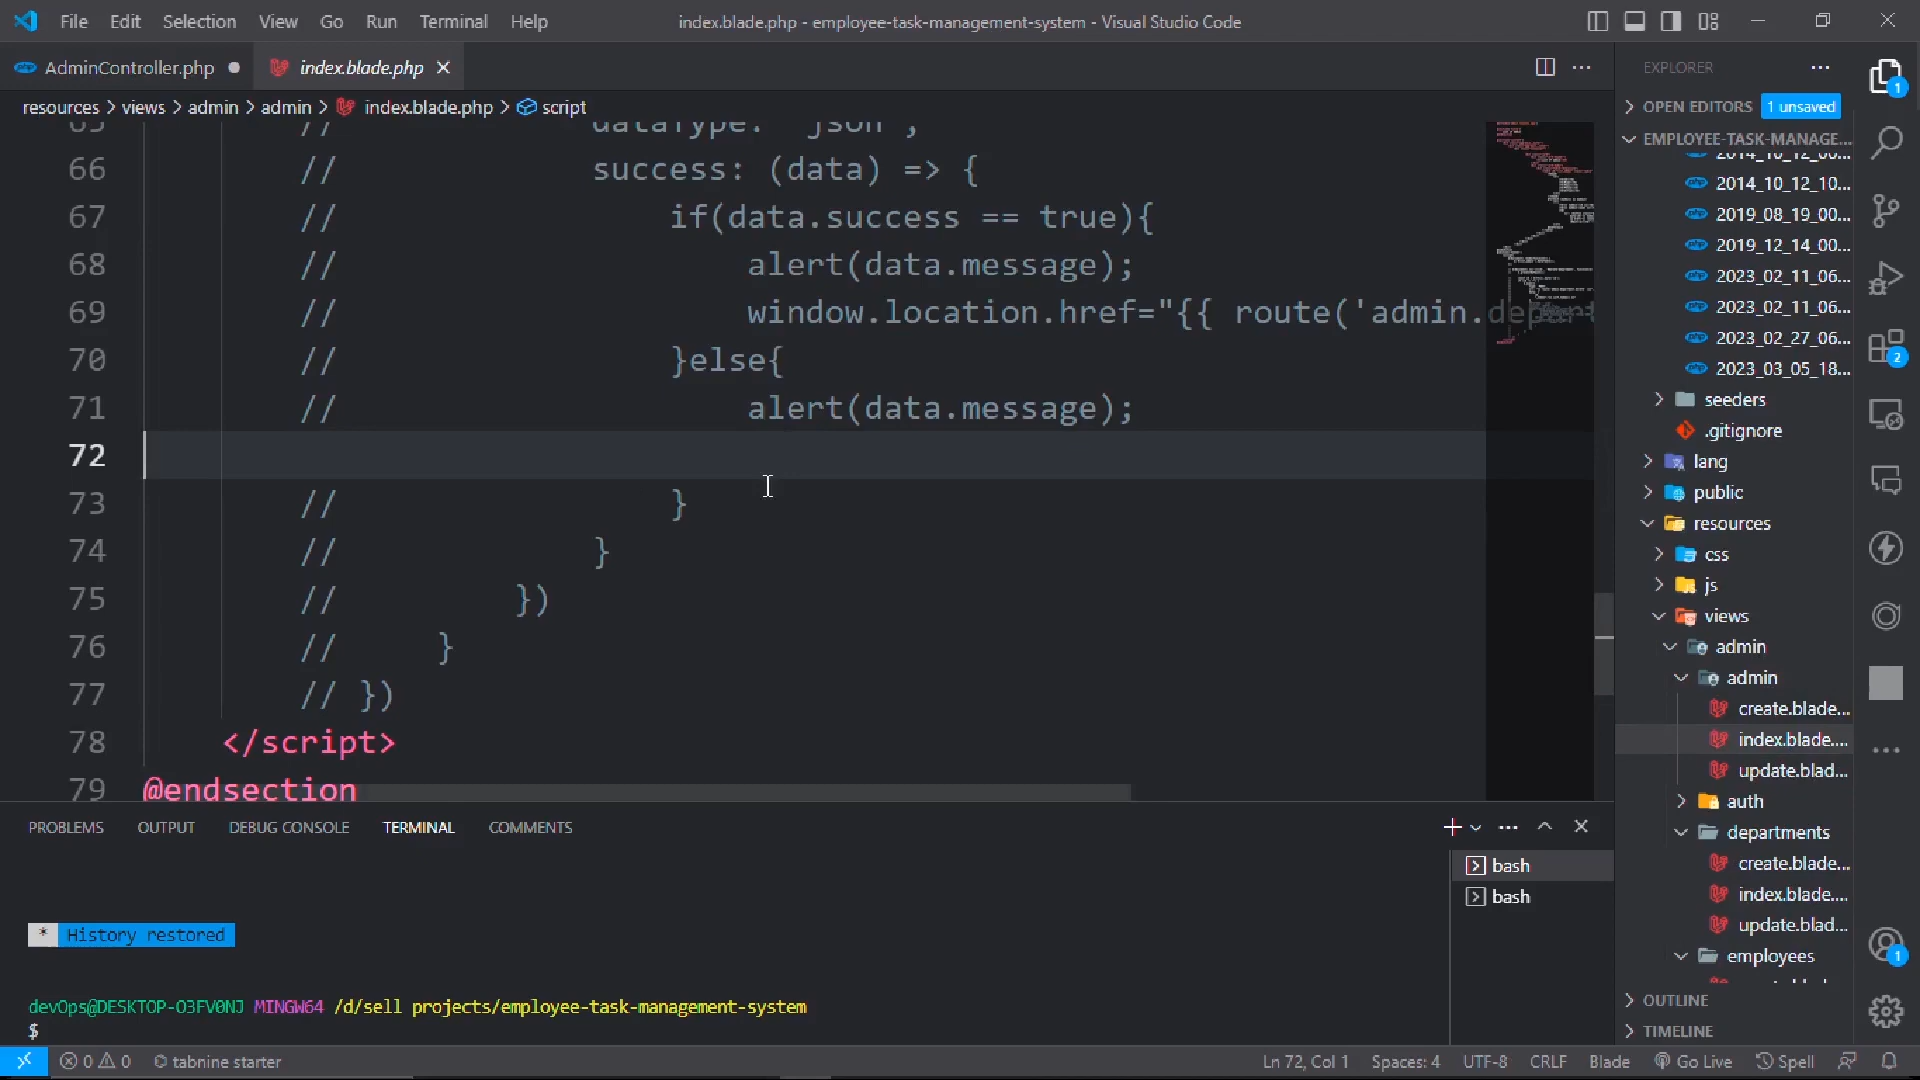 File Edit Selection View Go Run Terminal Help index.blade.php - employee-task-management-system - Visual Studio Code
AdminController.php index.blade.php
resources > views > admin > admin > index.blade.php > script
65 // dataType: "json",
66 // success: (data) => {
67 // if(data.success == true){
68 // alert(data.message);
69 // window.location.href="{{ route('admin.
70 // }else{
71 // alert(data.message);
72
73 // }
74 // }
75 // })
76 // }
77 // })
78 </script>
79 @endsection
EXPLORER
OPEN EDITORS 1 unsaved
EMPLOYEE-TASK-MANAGE...
2014_10_12_00...
2014_10_12_10...
2019_08_19_00...
2019_12_14_00...
2023_02_11_06...
2023_02_11_06...
2023_02_27_06...
2023_03_05_18...
seeders
.gitignore
lang
public
resources
css
js
views
admin
admin
create.blade...
index.blade....
update.blad...
auth
departments
create.blade...
index.blade....
update.blad...
employees
OUTLINE
TIMELINE
1
2
1
PROBLEMS OUTPUT DEBUG CONSOLE TERMINAL COMMENTS
bash
bash
* History restored
devOps@DESKTOP-O3FV0NJ MINGW64 /d/sell projects/employee-task-management-system
$
0 0 tabnine starter Ln 72, Col 1 Spaces: 4 UTF-8 CRLF Blade Go Live Spell